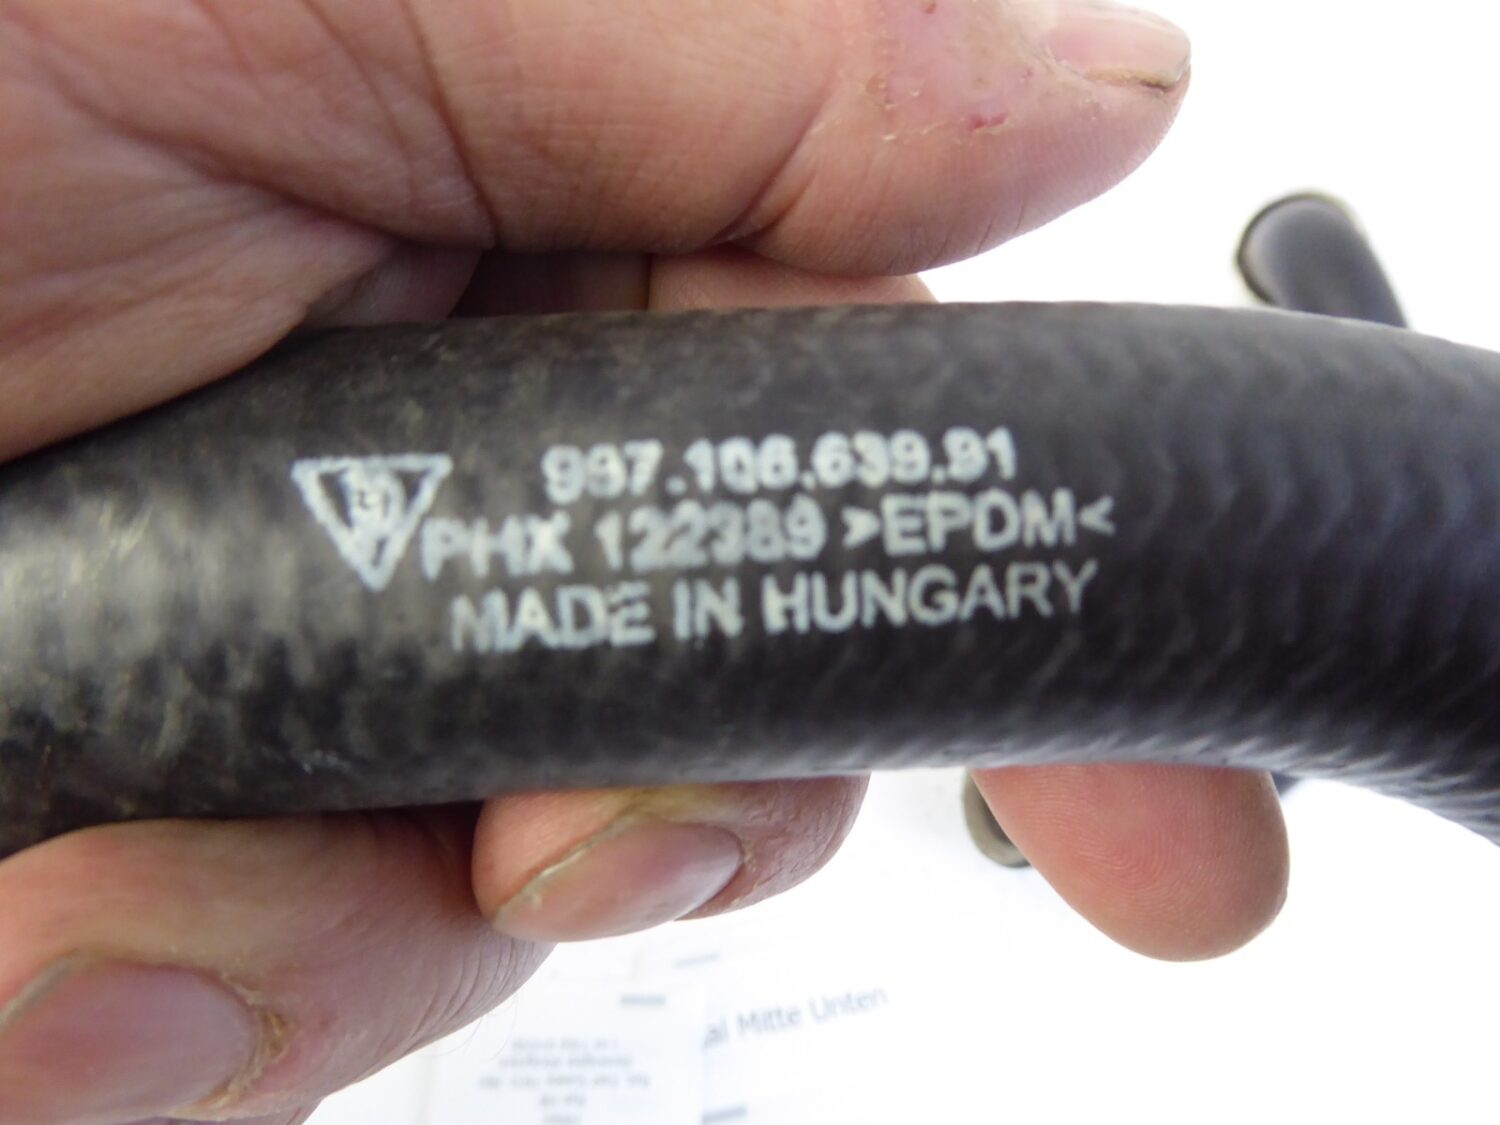 997.106.639.91
PHX 122389 >EPDM<
MADE IN HUNGARY
Mitte Unten